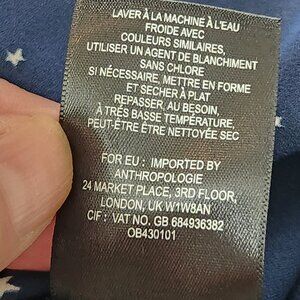 LAVER À LA MACHINE À L'EAU
FROIDE AVEC
COULEURS SIMILAIRES,
UTILISER UN AGENT DE BLANCHIMENT
SANS CHLORE
SI NÉCESSAIRE, METTRE EN FORME
ET SÉCHER À PLAT
REPASSER, AU BESOIN,
À TRÈS BASSE TEMPÉRATURE,
PEUT-ÊTRE ÊTRE NETTOYÉE SEC
FOR EU : IMPORTED BY
ANTHROPOLOGIE
24 MARKET PLACE, 3RD FLOOR,
LONDON, UK W1W8AN
CIF : VAT NO. GB 684936382
OB430101